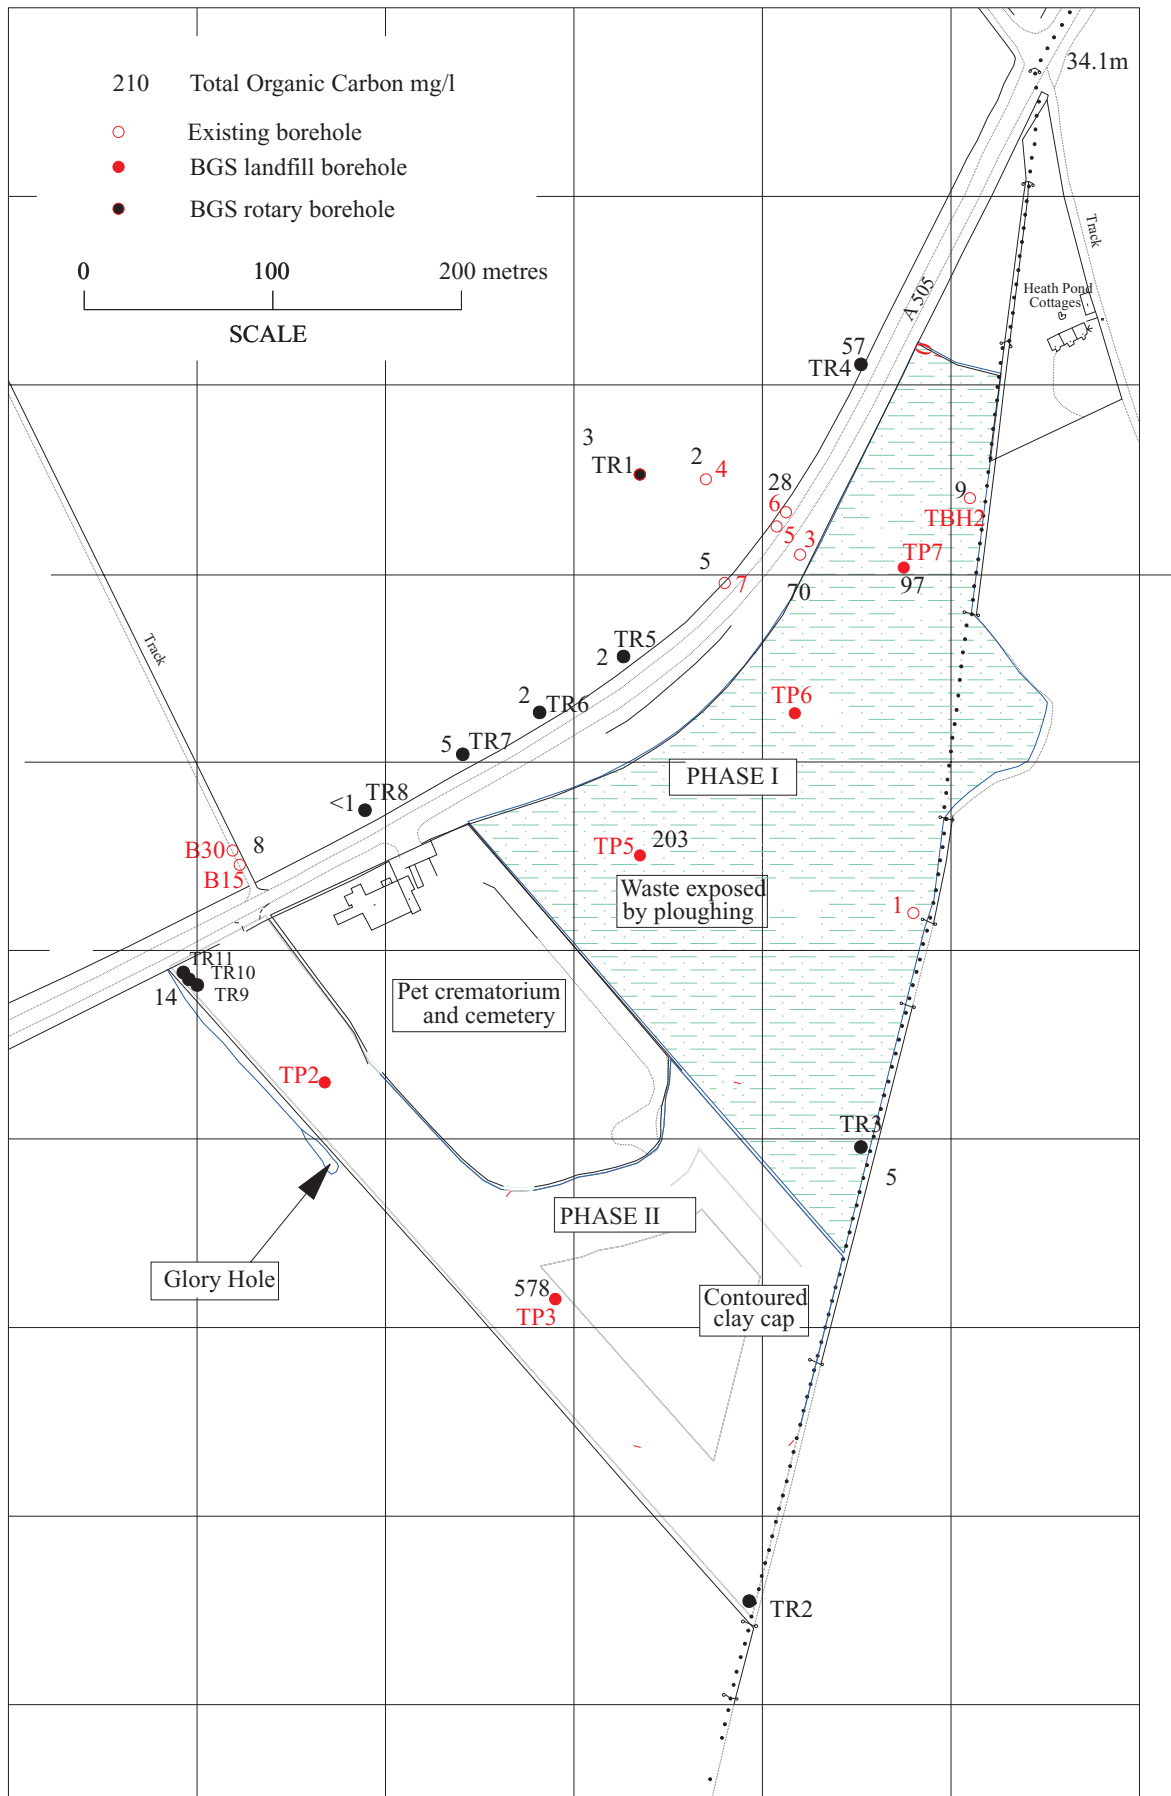 34.1m
210 Total Organic Carbon mg/l
Existing borehole
BGS landfill borehole
BGS rotary borehole
0 100 200 metres
SCALE
Track
A 505
Heath Pond
Cottages
0
57
TR4
3
TR1
2
4
28
6
5
3
70
9
TBH2
TP7
97
5
7
TR5
2
2
TR6
5
TR7
<1
TR8
Track
TP6
PHASE I
TP5
203
Waste exposed
by ploughing
1
B30
8
B15
TR11
TR10
TR9
14
Pet crematorium
and cemetery
TP2
TR3
5
PHASE II
Glory Hole
578
TP3
Contoured
clay cap
TR2